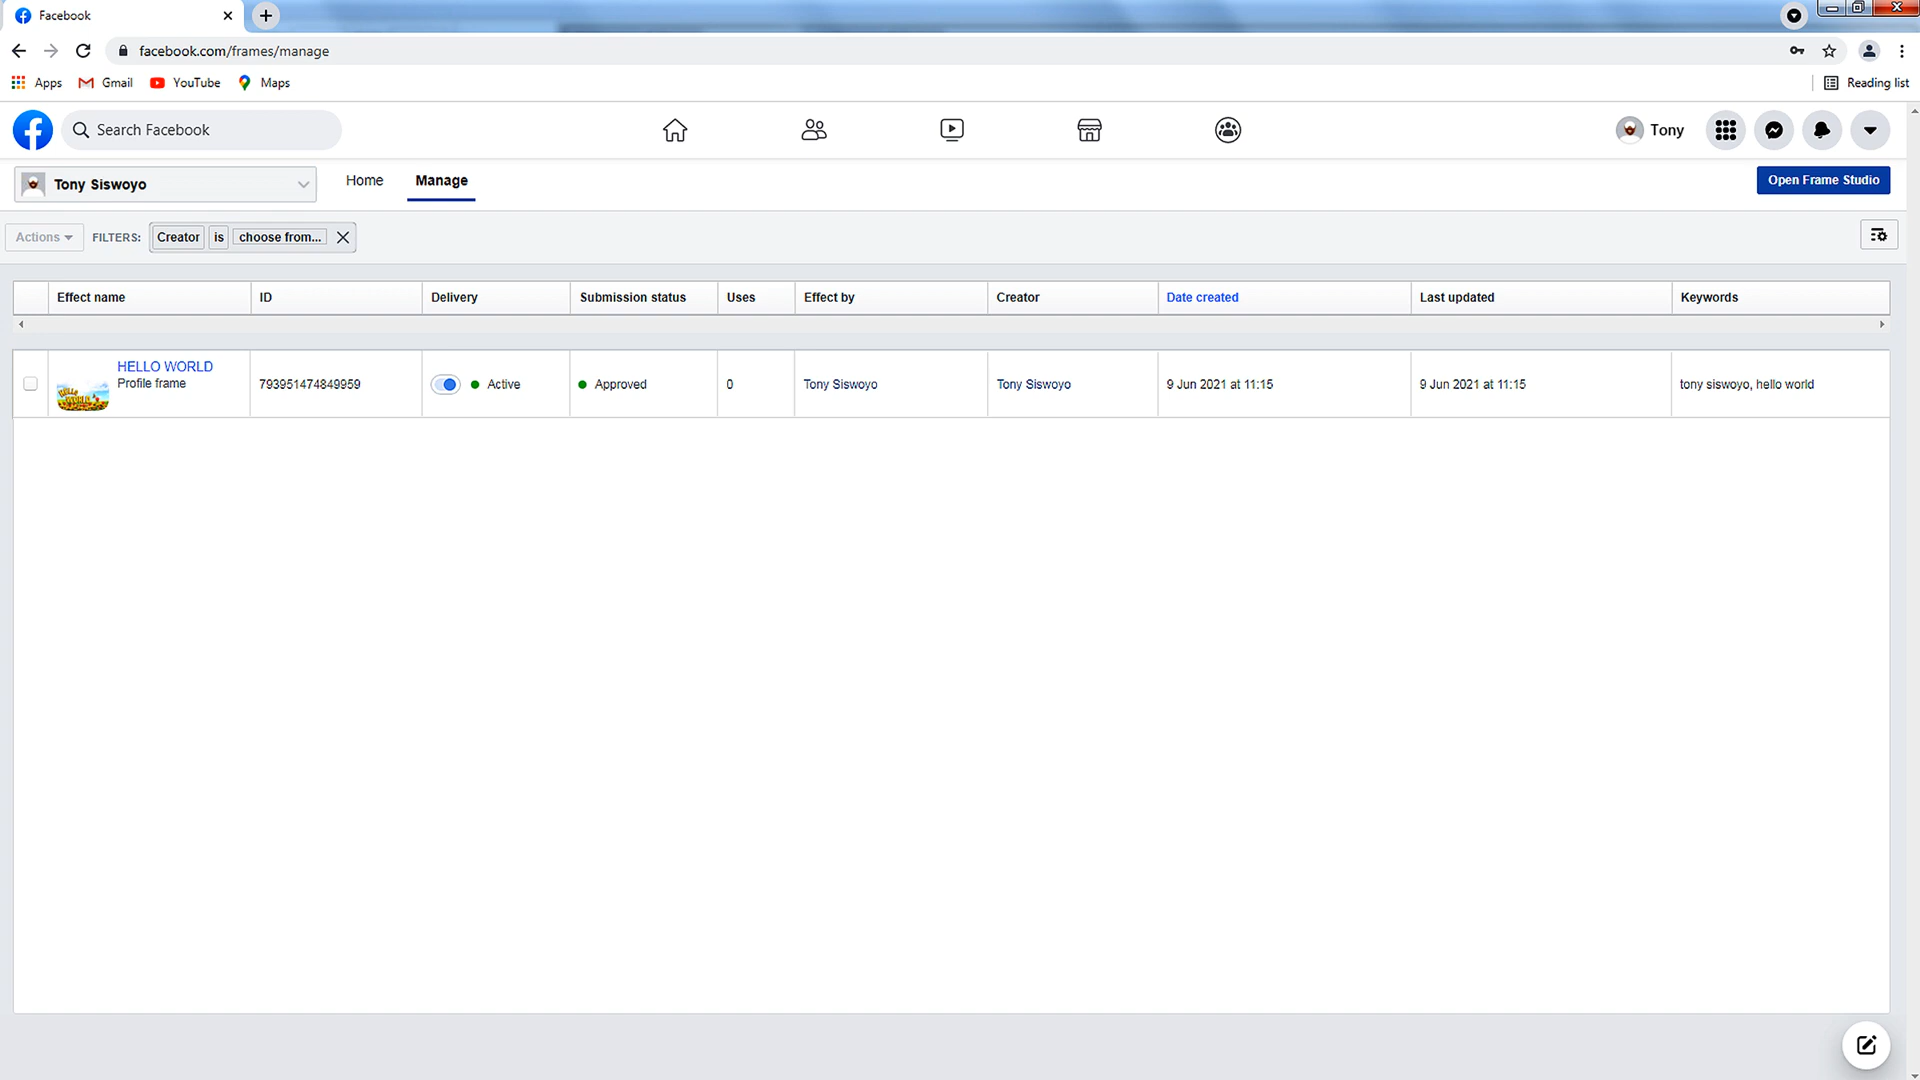 Facebook
facebook.com/frames/manage
Apps Gmail YouTube Maps Reading list
Search Facebook Tony
Tony Siswoyo Home Manage Open Frame Studio
Actions FILTERS: Creator is choose from...
Effect name ID Delivery Submission status Uses Effect by Creator Date created Last updated Keywords
HELLO WORLD
Profile frame 793951474849959 Active Approved 0 Tony Siswoyo Tony Siswoyo 9 Jun 2021 at 11:15 9 Jun 2021 at 11:15 tony siswoyo, hello world
HELLO
WORLD